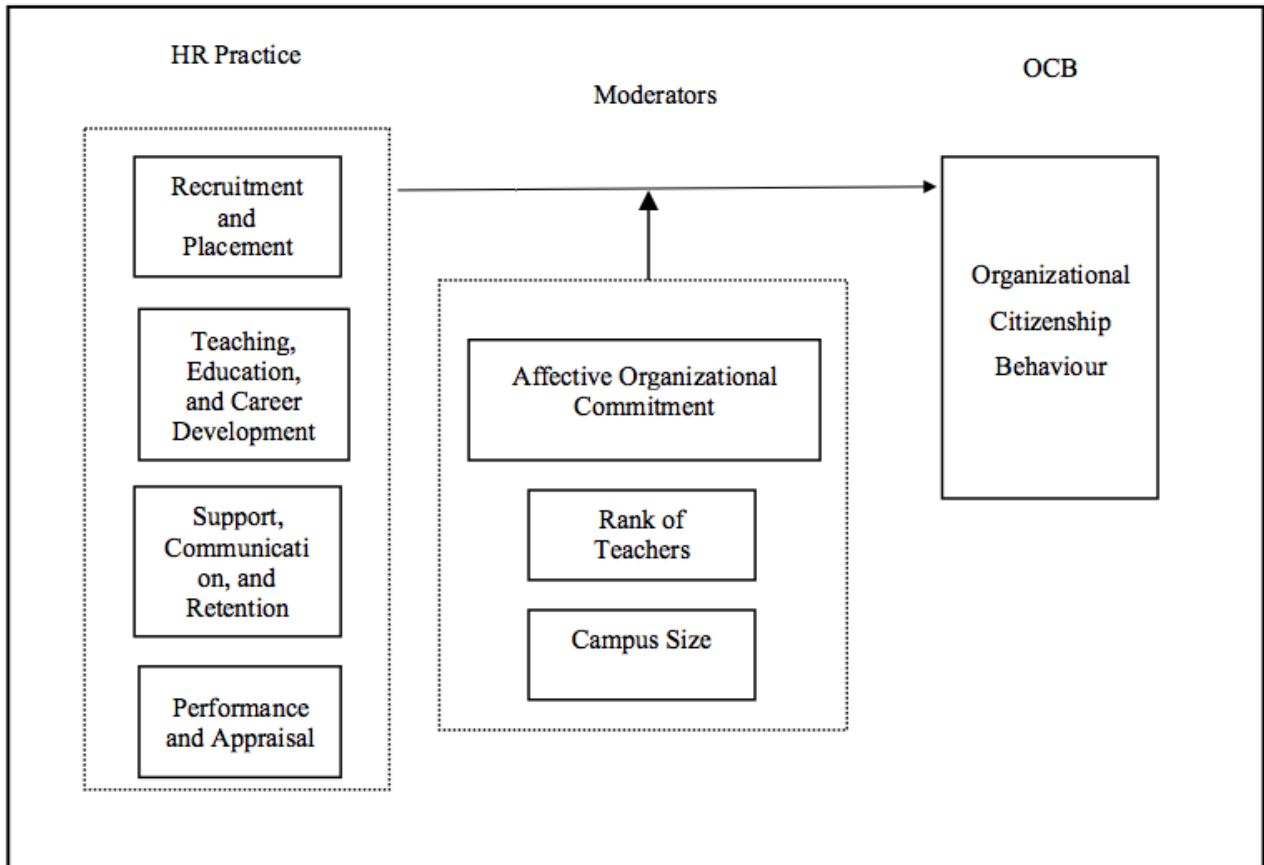 HR Practice
Moderators
OCB
Recruitment
and
Placement
Teaching,
Education,
and Career
Development
Support,
Communicati
on, and
Retention
Performance
and Appraisal
Affective Organizational
Commitment
Rank of
Teachers
Campus Size
Organizational
Citizenship
Behaviour